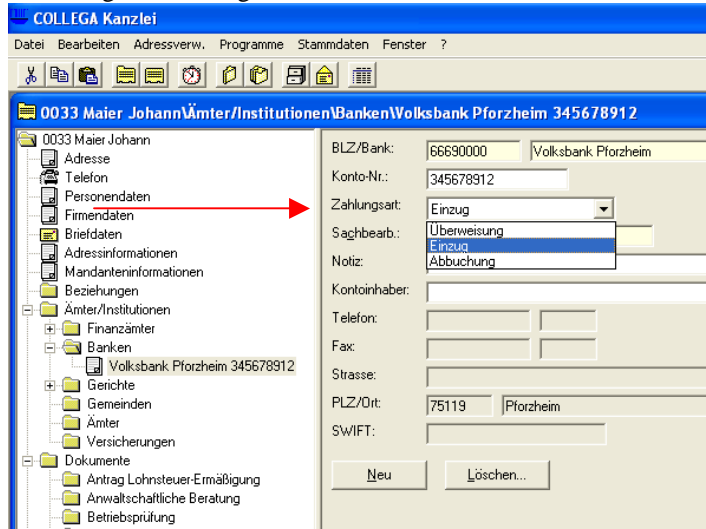 COLLEGA Kanzlei
Datei Bearbeiten Adressverw. Programme Stammdaten Fenster ?
0033 Maier Johann\Ämter/Institutionen\Banken\Volksbank Pforzheim 345678912
0033 Maier Johann
Adresse
Telefon
Personendaten
Firmendaten
Briefdaten
Adressinformationen
Mandanteninformationen
Beziehungen
Ämter/Institutionen
Finanzämter
Banken
Volksbank Pforzheim 345678912
Gerichte
Gemeinden
Ämter
Versicherungen
Dokumente
Antrag Lohnsteuer-Ermäßigung
Anwaltschaftliche Beratung
Betriebsprüfung
BLZ/Bank: 66690000 Volksbank Pforzheim
Konto-Nr.: 345678912
Zahlungsart: Einzug
Überweisung
Einzug
Abbuchung
Sachbearb.:
Notiz:
Kontoinhaber:
Telefon:
Fax:
Strasse:
PLZ/Ort: 75119 Pforzheim
SWIFT:
Neu Löschen...